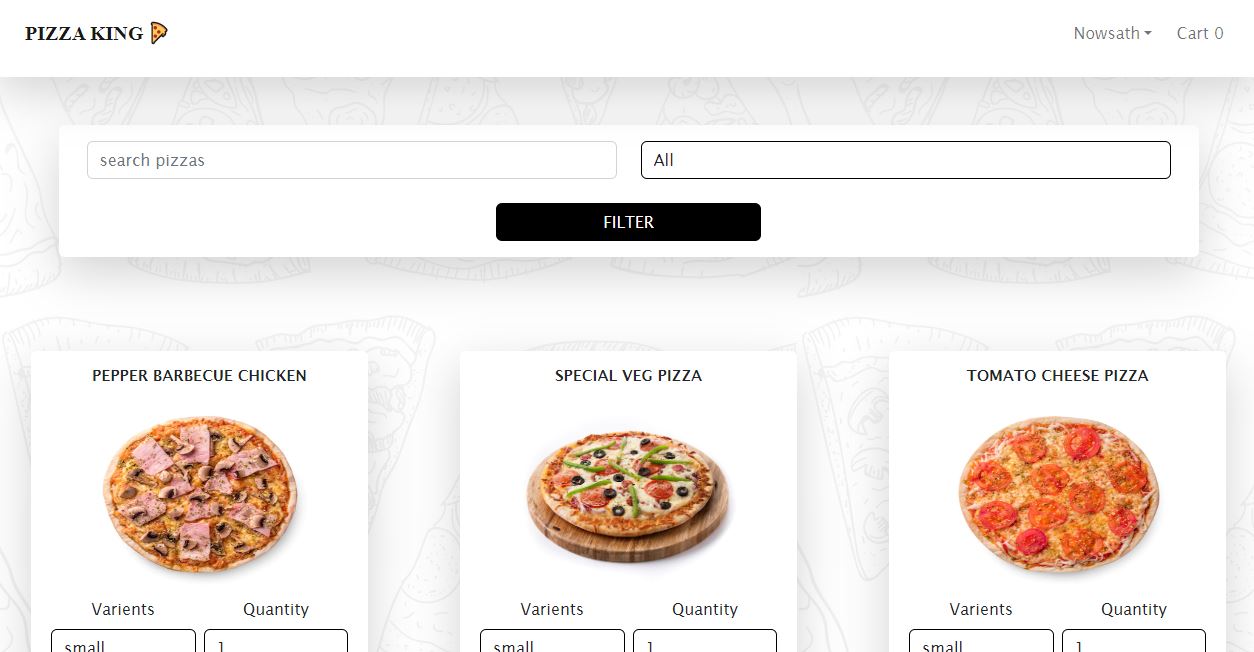 PIZZA KING
Nowsath
Cart 0
search pizzas
All
FILTER
PEPPER BARBECUE CHICKEN
SPECIAL VEG PIZZA
TOMATO CHEESE PIZZA
Varients
Quantity
Varients
Quantity
Varients
Quantity
small
1
small
1
small
1